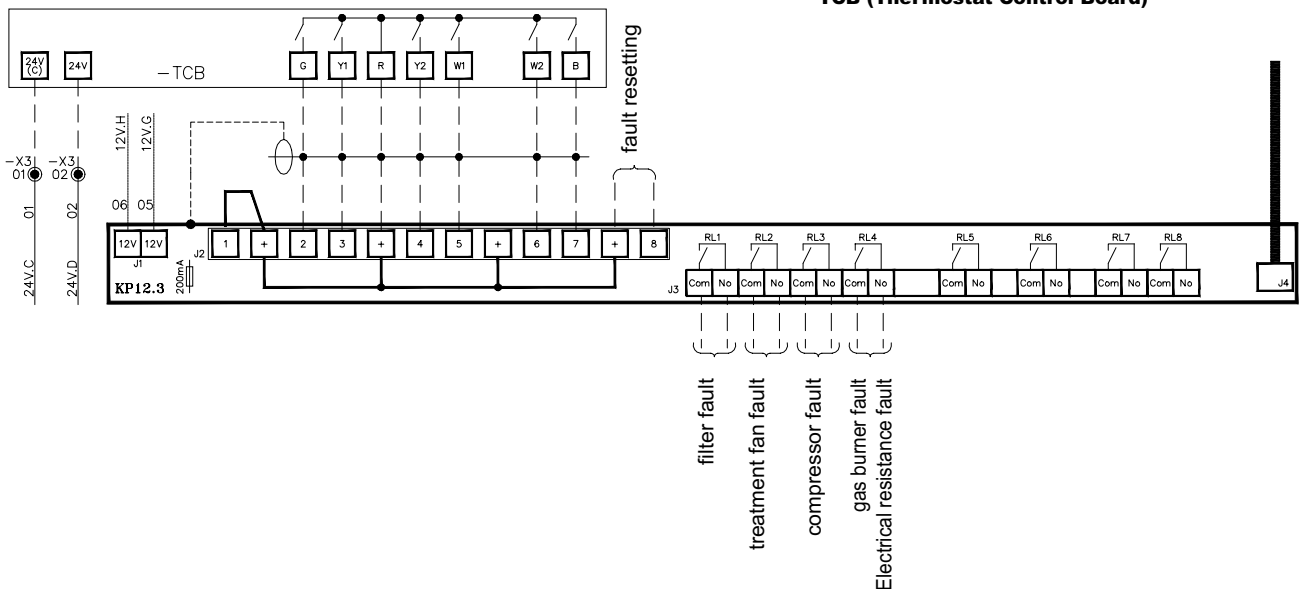 TCB (Thermostat Control Board)
24V (C)
24V
-TCB
G
Y1
R
Y2
W1
W2
B
fault resetting
12V.H
12V.G
-X3
01
-X3
02
01
02
06
05
24V.C
24V.D
12V
12V
J1
KP12.3
200mA
J2
1
+
2
3
+
4
5
+
6
7
+
8
RL1
RL2
RL3
RL4
RL5
RL6
RL7
RL8
J3
Com
No
Com
No
Com
No
Com
No
Com
No
Com
No
Com
No
Com
No
J4
filter fault
treatment fan fault
compressor fault
gas burner fault
Electrical resistance fault